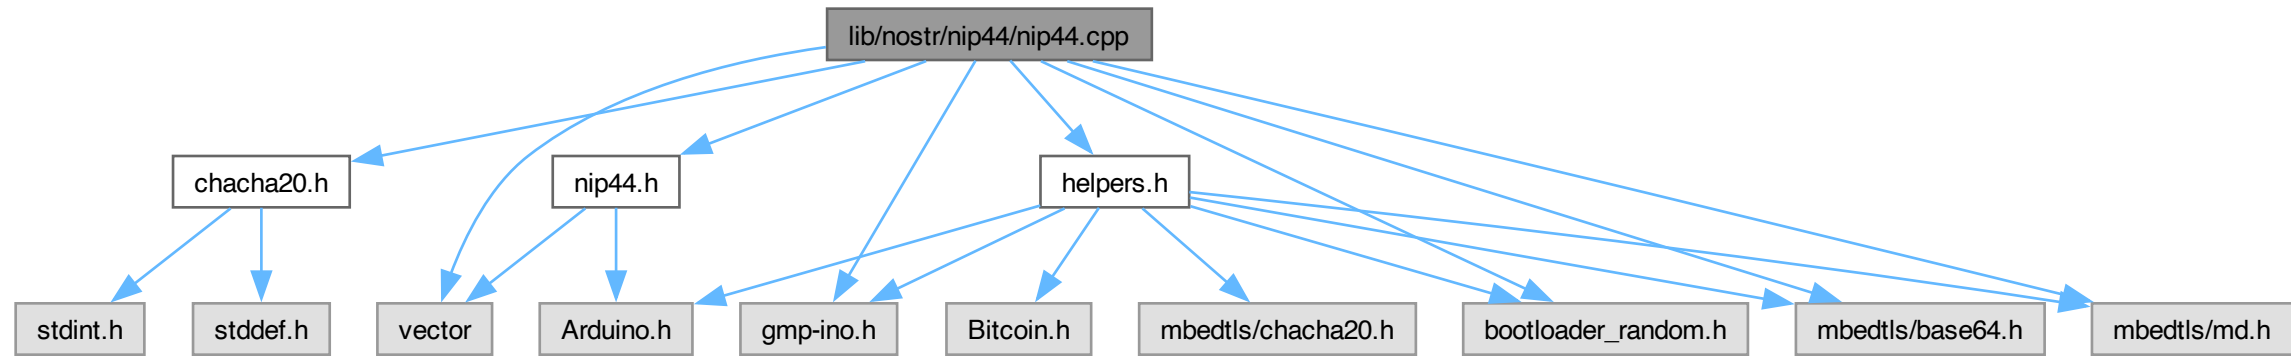 lib/nostr/nip44/nip44.cpp
chacha20.h
nip44.h
helpers.h
stdint.h
stddef.h
vector
Arduino.h
gmp-ino.h
Bitcoin.h
mbedtls/chacha20.h
bootloader_random.h
mbedtls/base64.h
mbedtls/md.h